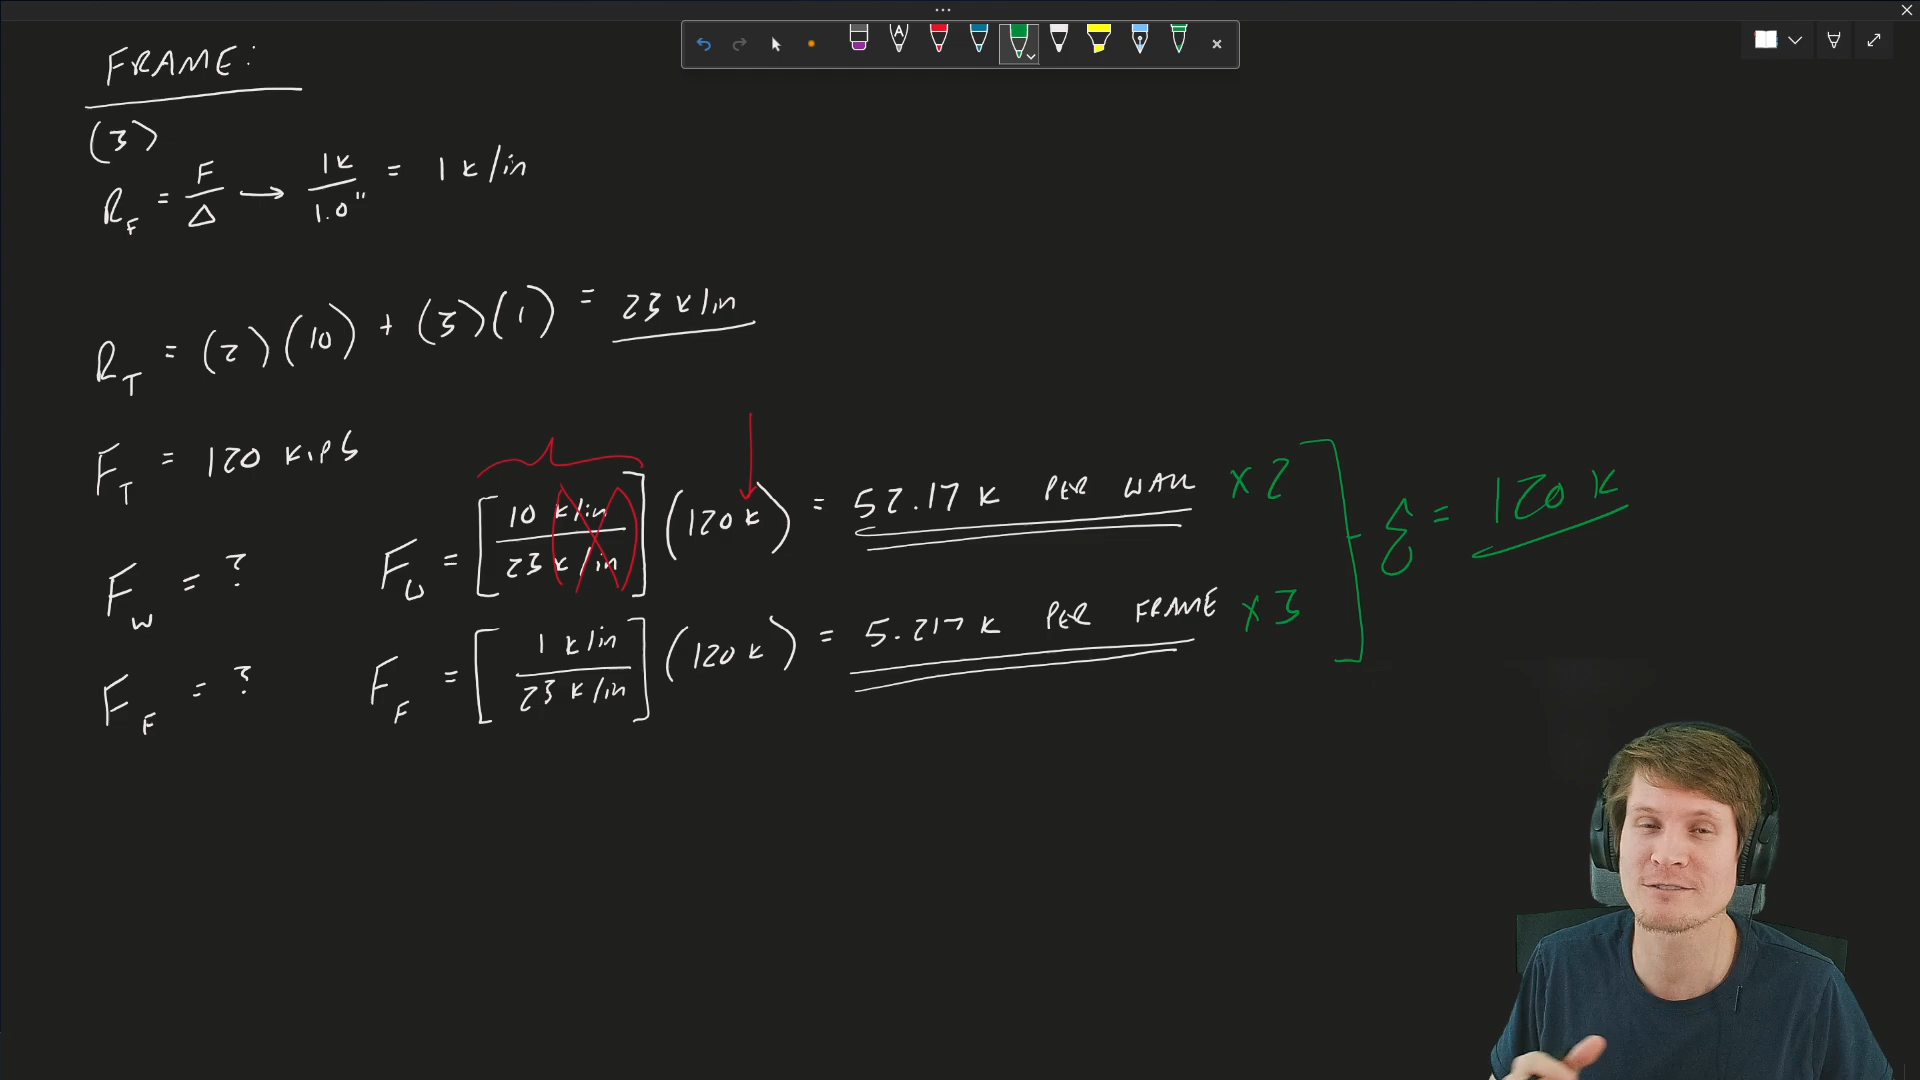 FRAME:
(3)
R_F = F/Δ → 1k/1.0" = 1 k/in
R_T = (2)(10) + (3)(1) = 23 k/in
F_T = 120 KIPS
F_W = ? F_W = [10 k/in / 23 k/in] (120 k) = 52.17 k PER WALL x2
Σ = 120 k
F_F = ? F_F = [1 k/in / 23 k/in] (120 k) = 5.217 k PER FRAME x3